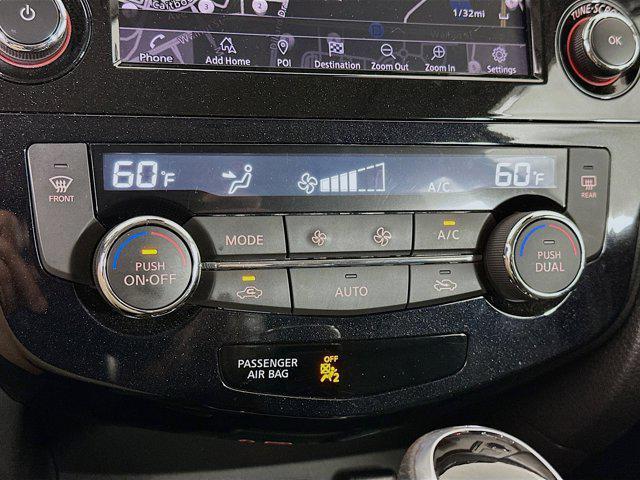 1/32mi
TUNE·SCROLL
OK
Phone
Add Home
POI
Destination
Zoom Out
Zoom In
Settings
60°F
A/C
60°F
FRONT
REAR
MODE
A/C
PUSH
ON·OFF
PUSH
DUAL
AUTO
PASSENGER
AIR BAG
OFF
2